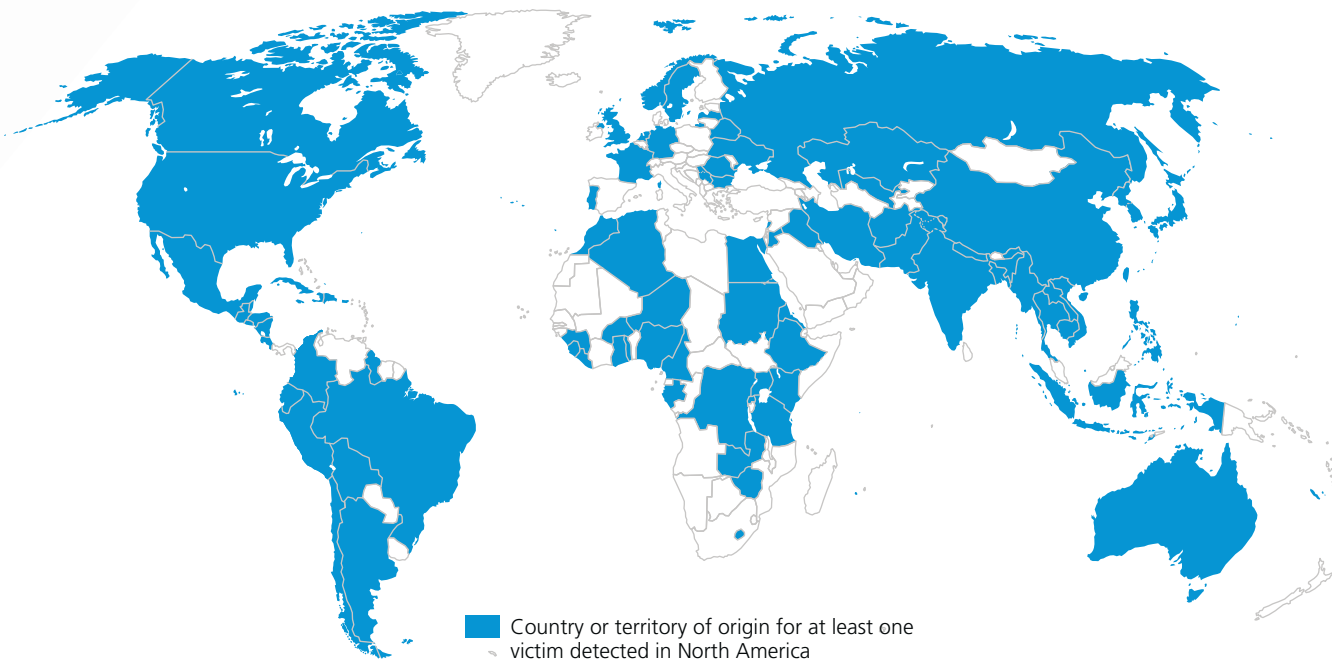 Country or territory of origin for at least one
victim detected in North America